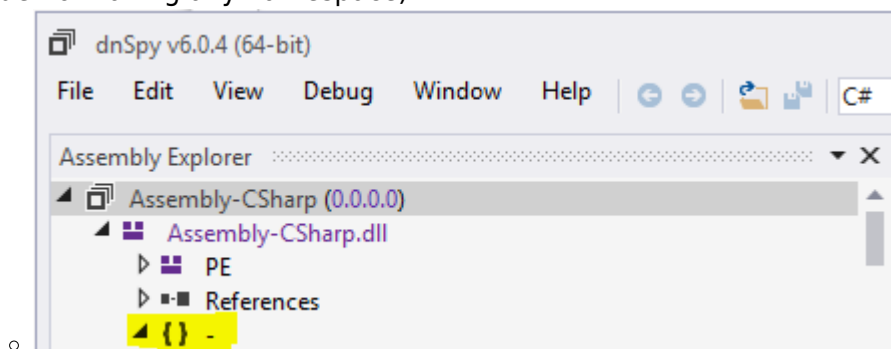 dnSpy v6.0.4 (64-bit)
File Edit View Debug Window Help C#
Assembly Explorer
Assembly-CSharp (0.0.0.0)
Assembly-CSharp.dll
PE
References
{ } -